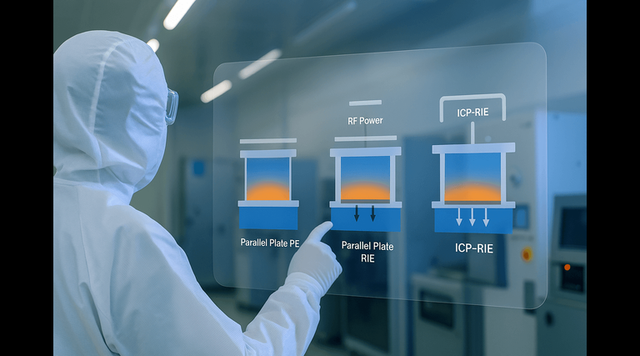 RF Power
ICP-RIE
Parallel Plate PE
Parallel Plate
RIE
ICP-RIE